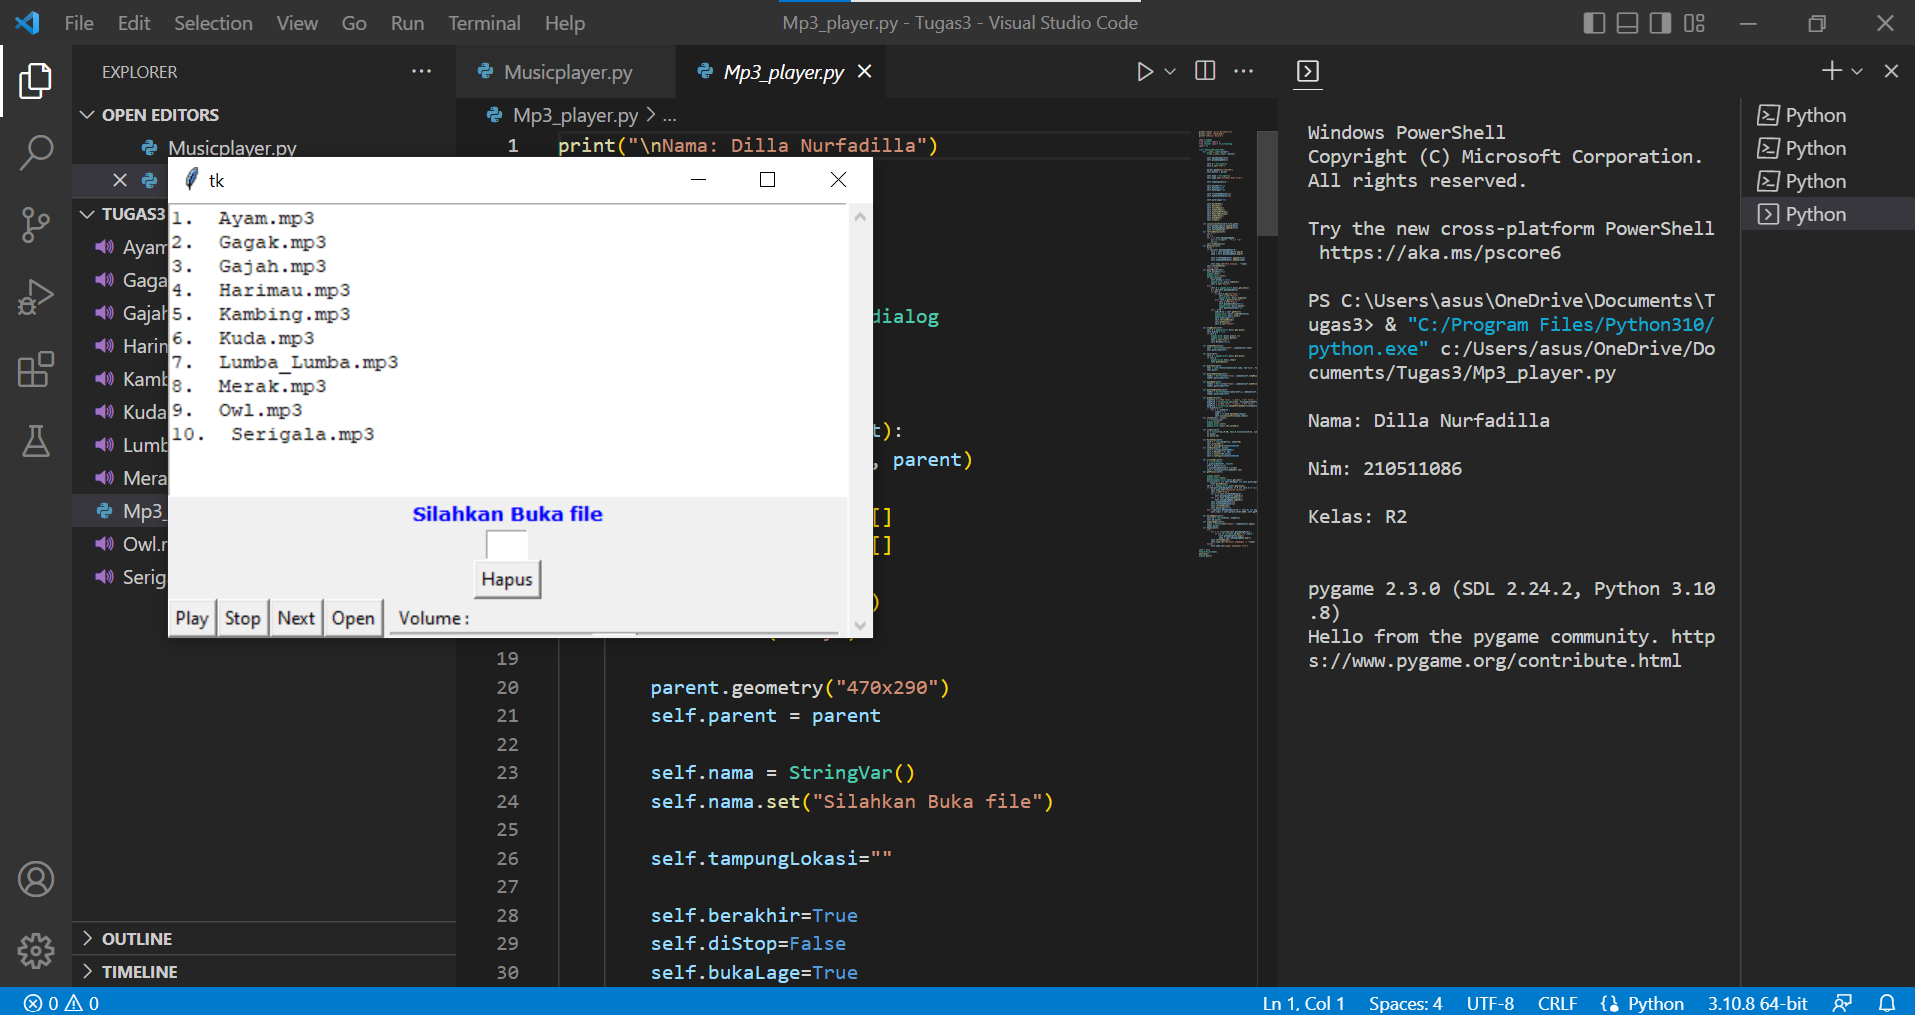 File Edit Selection View Go Run Terminal Help
Mp3_player.py - Tugas3 - Visual Studio Code
EXPLORER
OPEN EDITORS
Musicplayer.py
TUGAS3
Ayam
Gaga
Gajah
Harin
Kamb
Kuda
Lumb
Mera
Mp3_
Owl.
Serig
OUTLINE
TIMELINE
Musicplayer.py
Mp3_player.py
Mp3_player.py > ...
1 print("\nNama: Dilla Nurfadilla")
dialog
t):
, parent)
[]
[]
)
19
20 parent.geometry("470x290")
21 self.parent = parent
22
23 self.nama = StringVar()
24 self.nama.set("Silahkan Buka file")
25
26 self.tampungLokasi=""
27
28 self.berakhir=True
29 self.diStop=False
30 self.bukaLage=True
tk
1. Ayam.mp3
2. Gagak.mp3
3. Gajah.mp3
4. Harimau.mp3
5. Kambing.mp3
6. Kuda.mp3
7. Lumba_Lumba.mp3
8. Merak.mp3
9. Owl.mp3
10. Serigala.mp3
Silahkan Buka file
Hapus
Play Stop Next Open Volume :
Windows PowerShell
Copyright (C) Microsoft Corporation.
All rights reserved.
Try the new cross-platform PowerShell
https://aka.ms/pscore6
PS C:\Users\asus\OneDrive\Documents\T
ugas3> & "C:/Program Files/Python310/
python.exe" c:/Users/asus/OneDrive/Do
cuments/Tugas3/Mp3_player.py
Nama: Dilla Nurfadilla
Nim: 210511086
Kelas: R2
pygame 2.3.0 (SDL 2.24.2, Python 3.10
.8)
Hello from the pygame community. http
s://www.pygame.org/contribute.html
Python
Python
Python
Python
0 0
Ln 1, Col 1 Spaces: 4 UTF-8 CRLF Python 3.10.8 64-bit